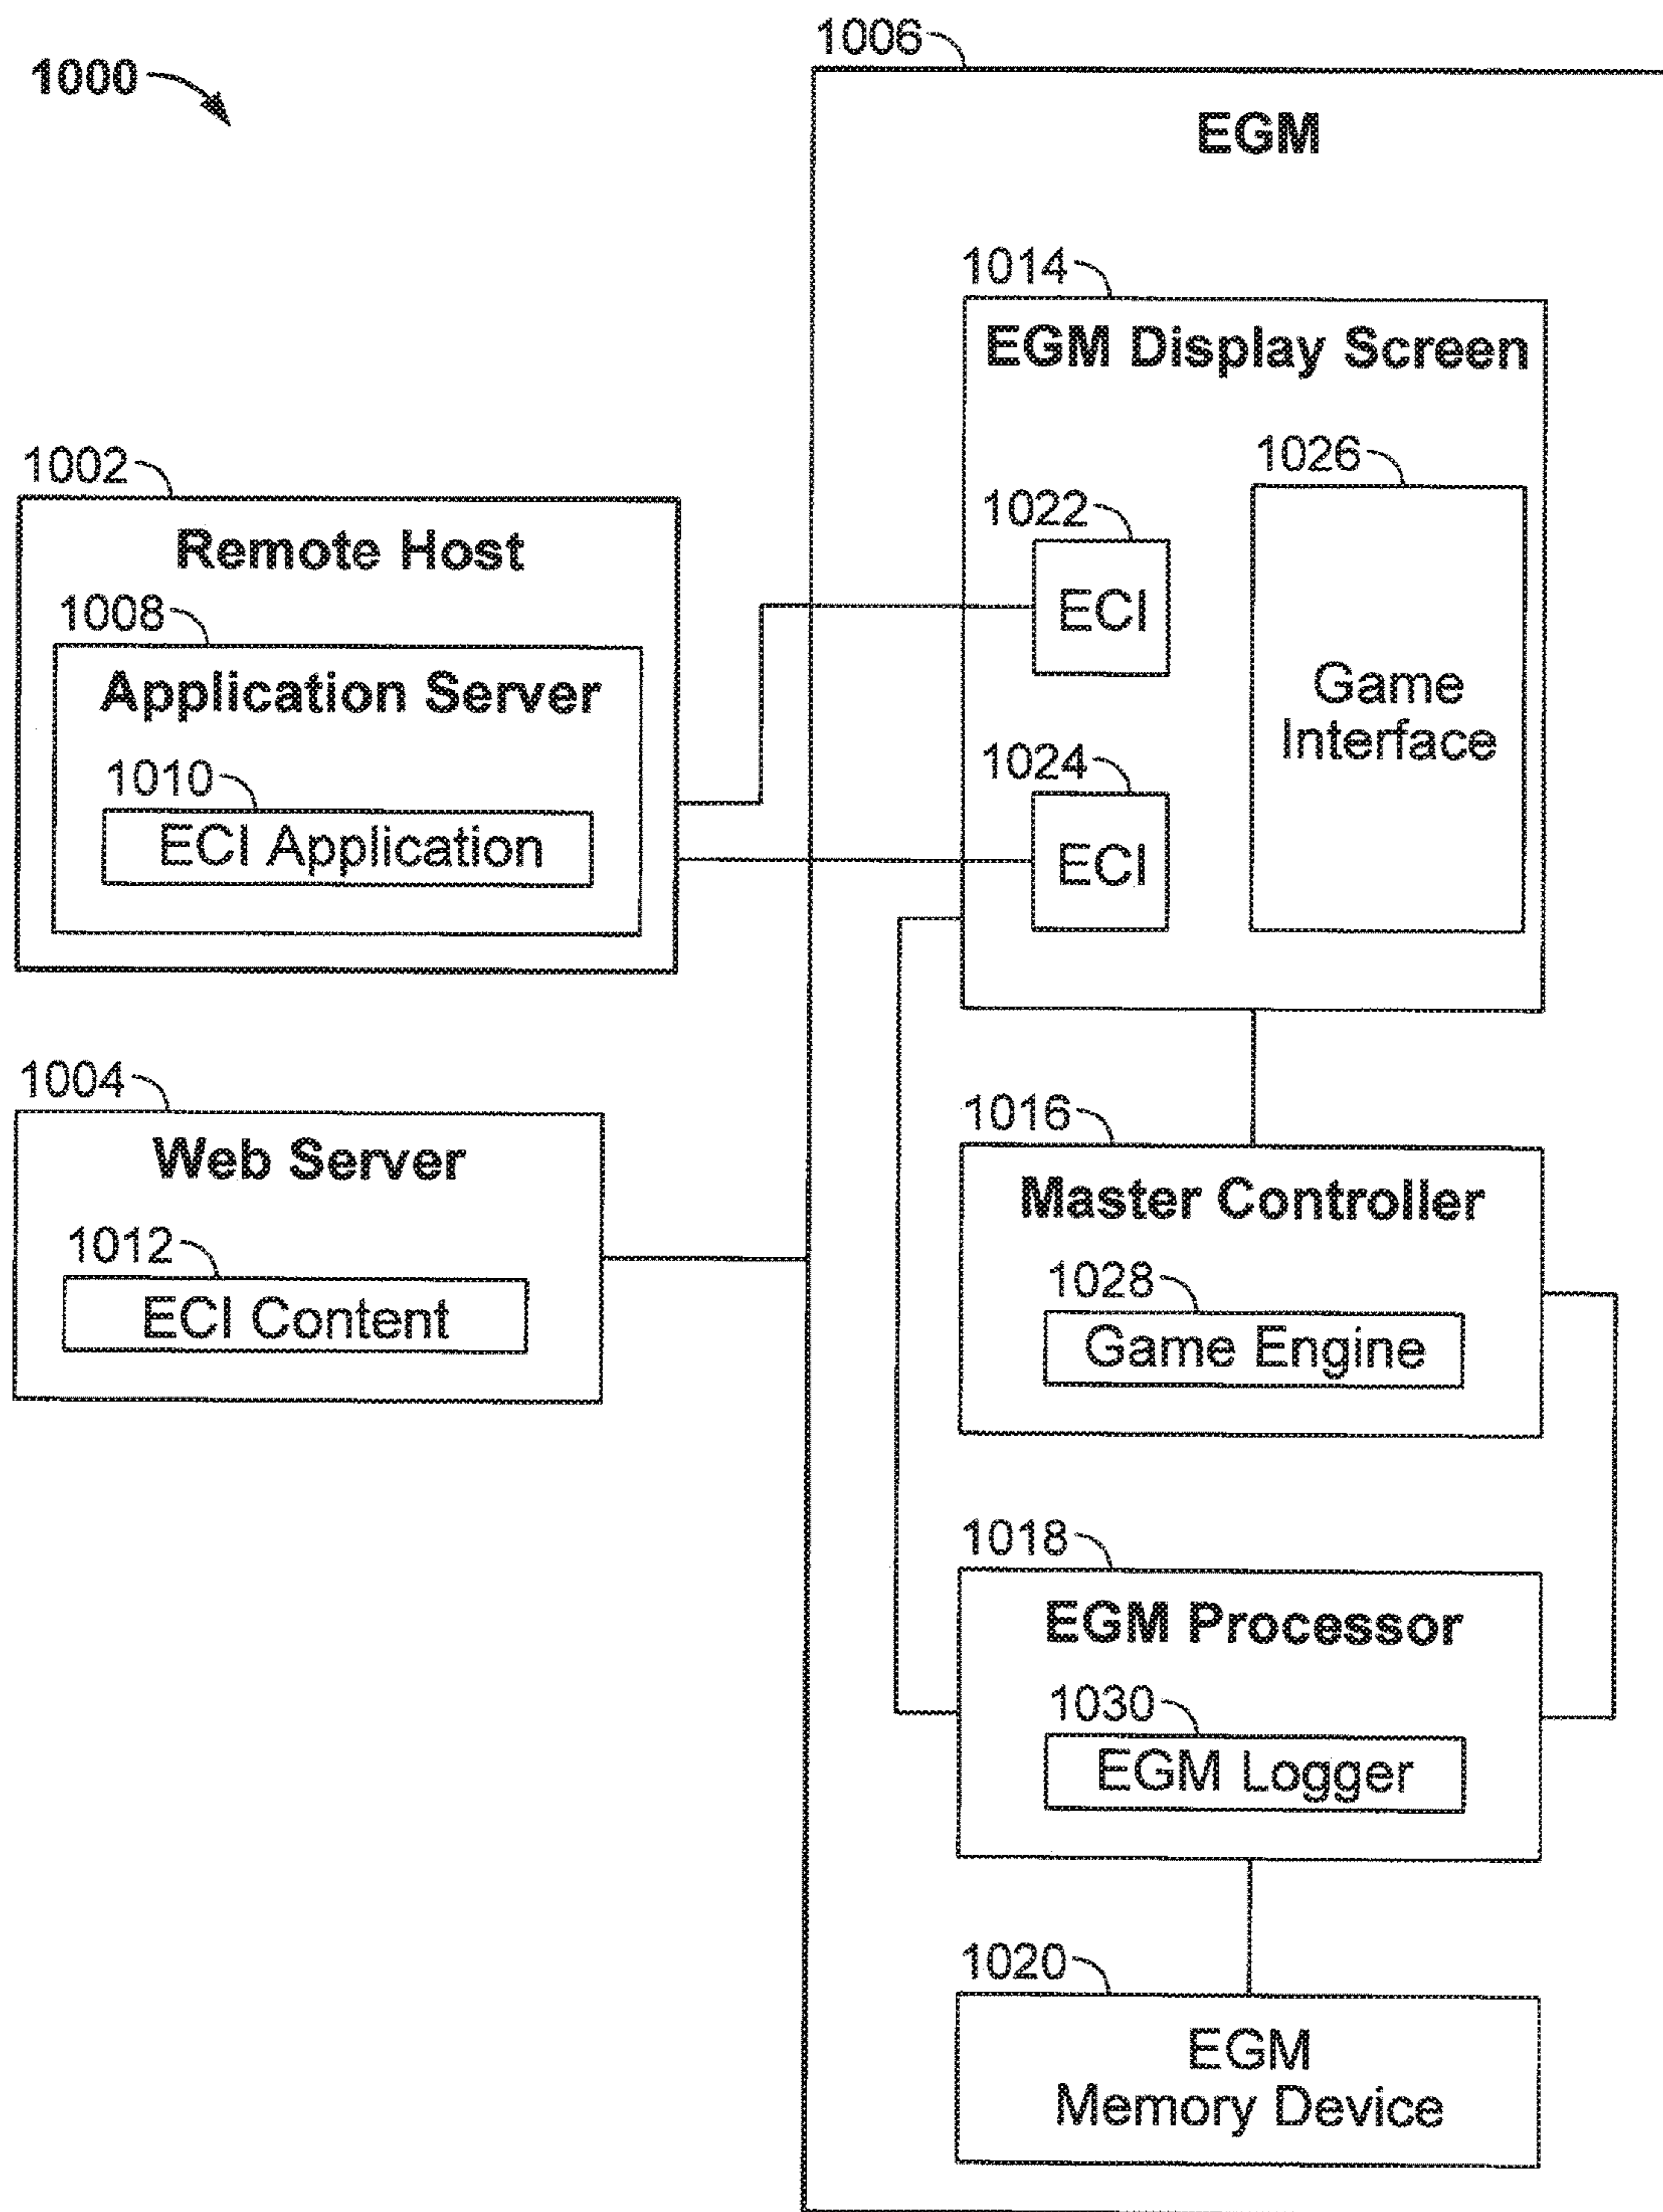 1000
1006
EGM
1014
EGM Display Screen
1002
Remote Host
1008
Application Server
1010
ECI Application
1022
ECI
1024
ECI
1026
Game
Interface
1004
Web Server
1012
ECI Content
1016
Master Controller
1028
Game Engine
1018
EGM Processor
1030
EGM Logger
1020
EGM
Memory Device